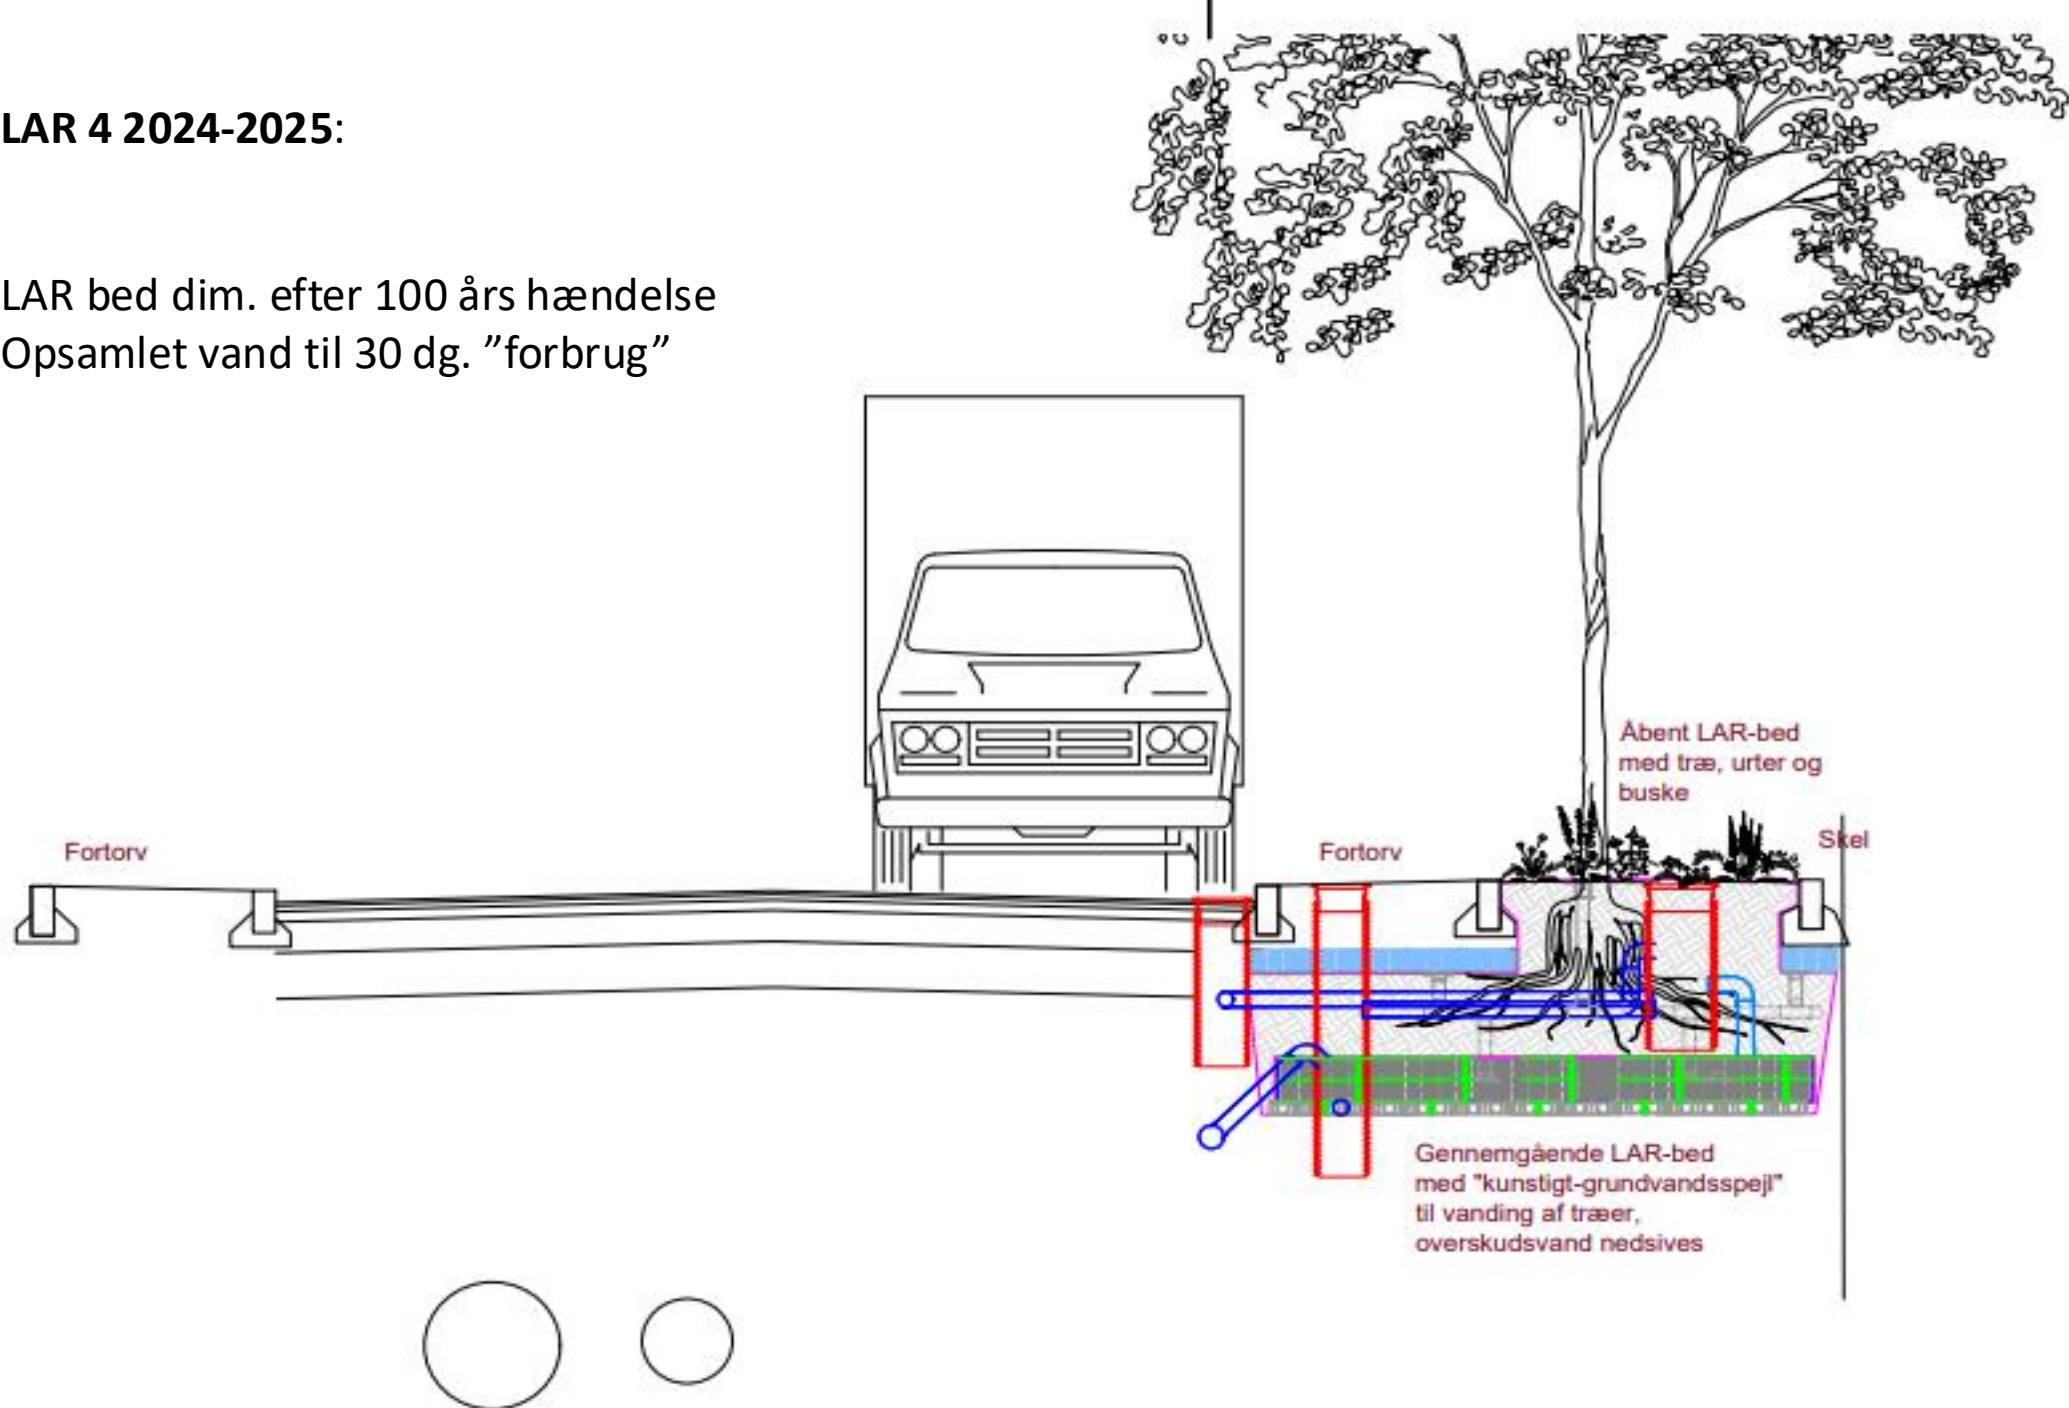 LAR 4 2024-2025:
LAR bed dim. efter 100 års hændelse
Opsamlet vand til 30 dg. ”forbrug”
Åbent LAR-bed
med træ, urter og
buske
Fortorv
Fortorv
Skel
Gennemgående LAR-bed
med "kunstigt-grundvandsspejl"
til vanding af træer,
overskudsvand nedsives